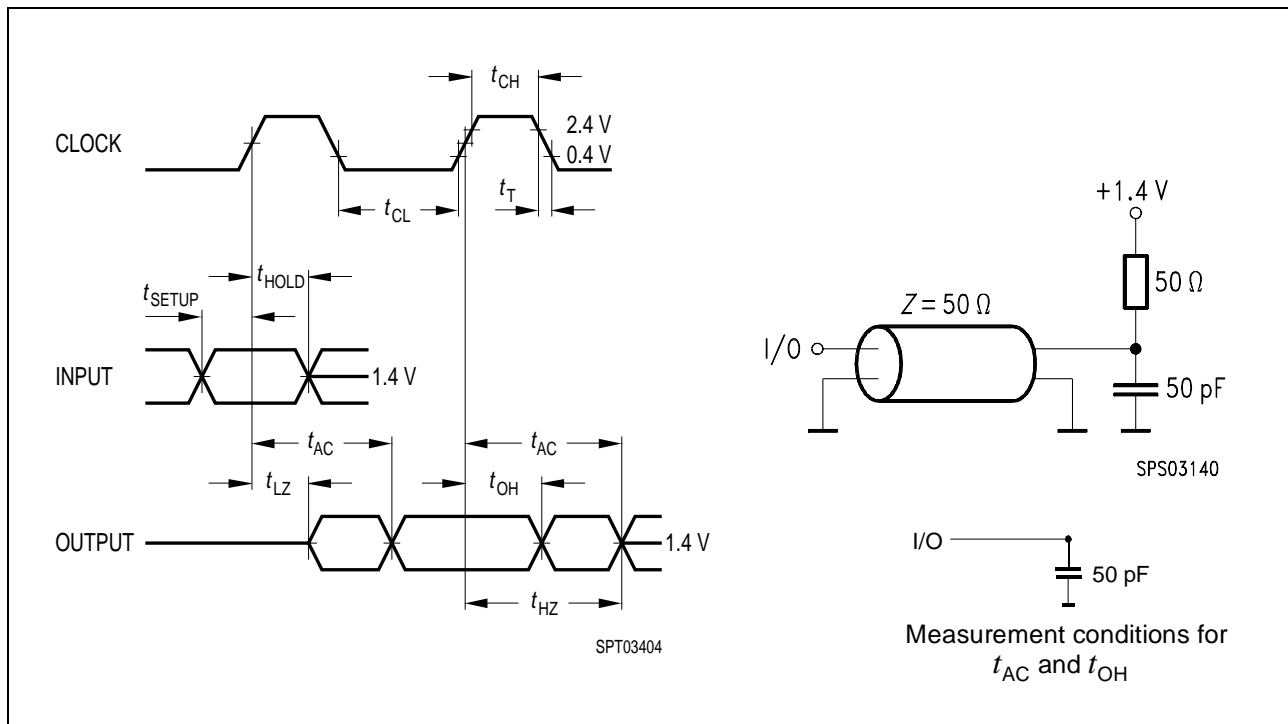 tCH
CLOCK
2.4 V
0.4 V
tT
tCL
tHOLD
tSETUP
INPUT
1.4 V
tAC
tAC
tLZ
tOH
OUTPUT
1.4 V
tHZ
SPT03404
+1.4 V
50 Ω
Z = 50 Ω
I/O
50 pF
SPS03140
I/O
50 pF
Measurement conditions for
tAC and tOH